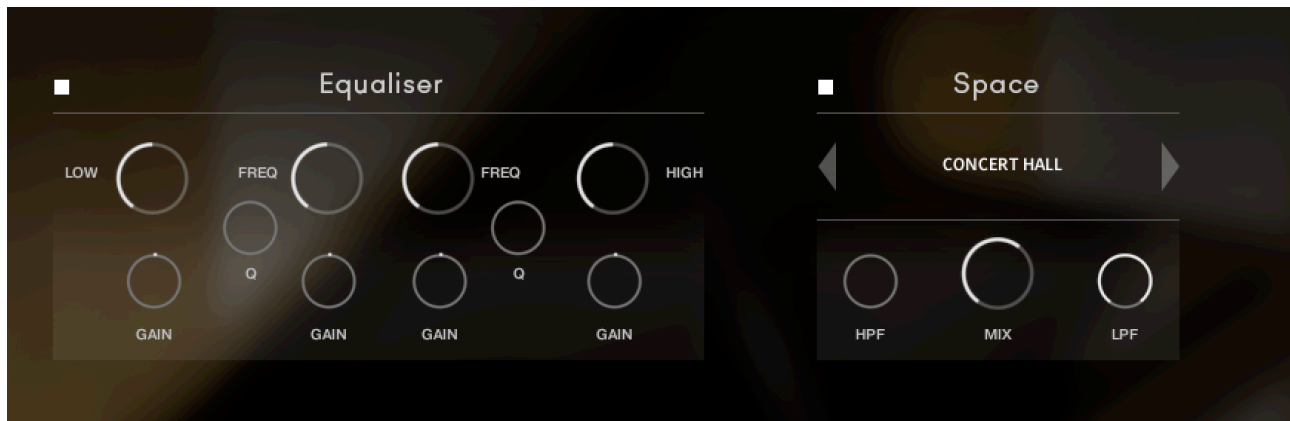 Equaliser
LOW
FREQ
FREQ
HIGH
Q
Q
GAIN
GAIN
GAIN
GAIN
Space
CONCERT HALL
HPF
MIX
LPF